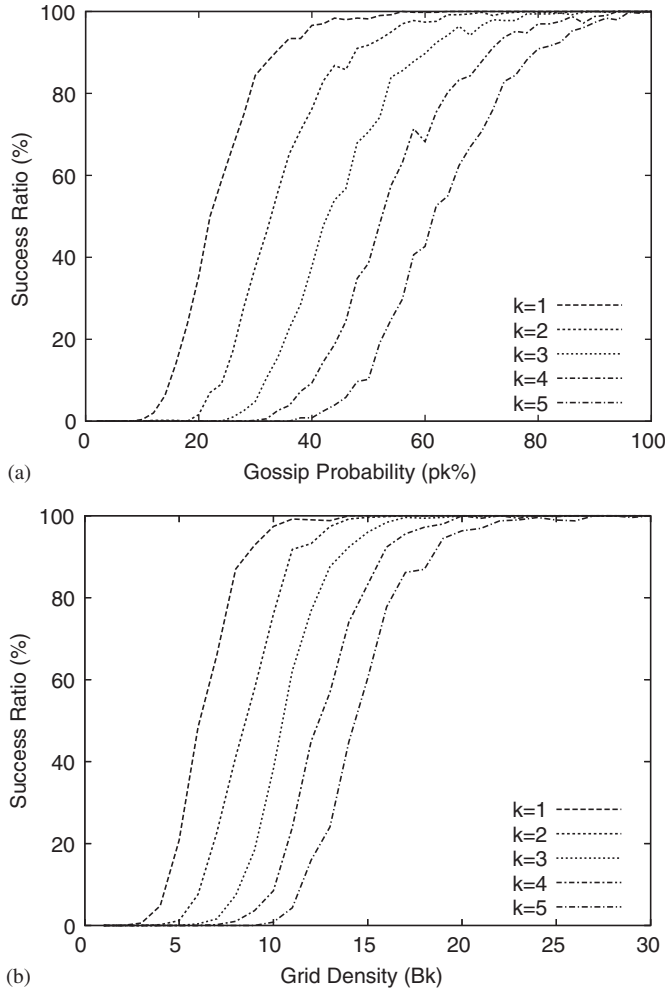 100
80
60
40
20
0
Success Ratio (%)
k=1
k=2
k=3
k=4
k=5
0 20 40 60 80 100
(a) Gossip Probability (pk%)
100
80
60
40
20
0
Success Ratio (%)
k=1
k=2
k=3
k=4
k=5
0 5 10 15 20 25 30
(b) Grid Density (Bk)